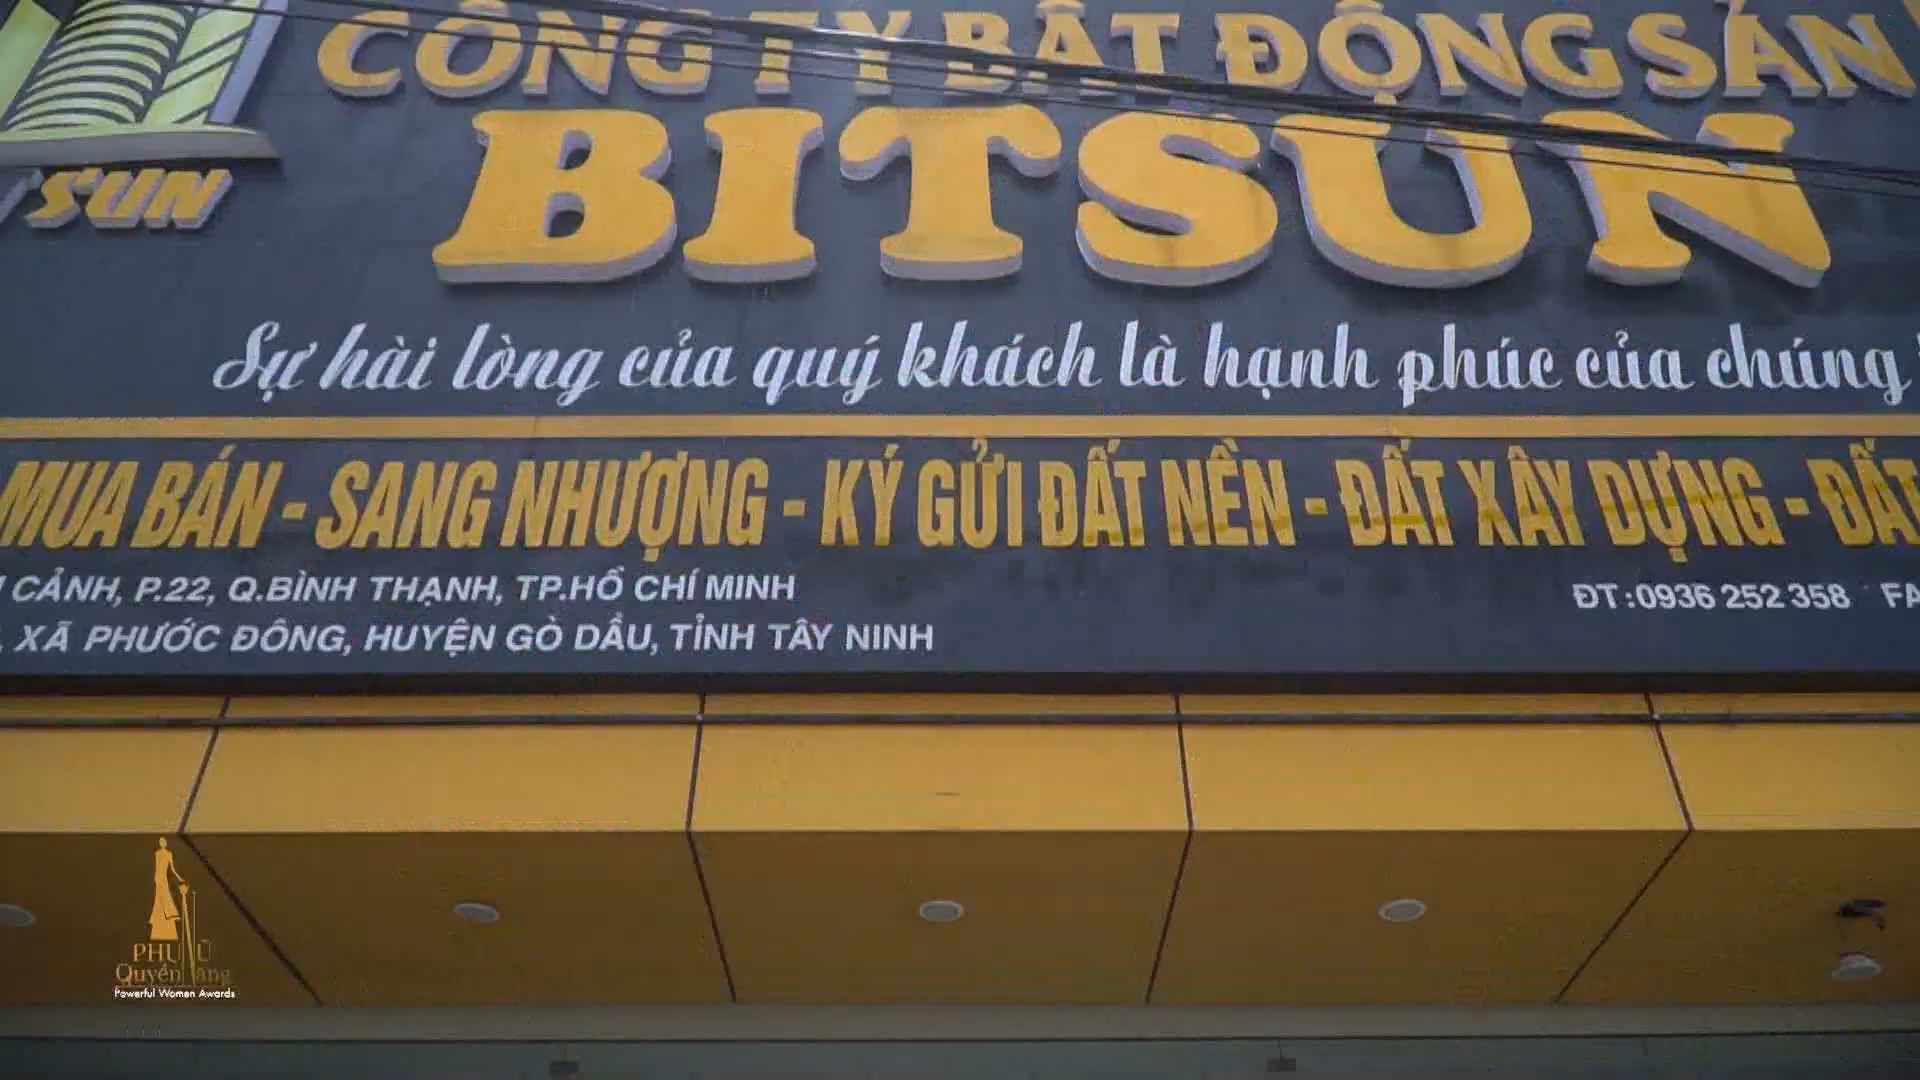 CÔNG TY BẤT ĐỘNG SẢN
BITSUN
SUN
Sự hài lòng của quý khách là hạnh phúc của chúng
MUA BÁN - SANG NHƯỢNG - KÝ GỬI ĐẤT NỀN - ĐẤT XÂY DỰNG - ĐẤT
CẢNH, P.22, Q.BÌNH THẠNH, TP.HỒ CHÍ MINH
ĐT:0936 252 358 FA
XÃ PHƯỚC ĐÔNG, HUYỆN GÒ DẦU, TỈNH TÂY NINH
PHỤ NỮ
Quyền Năng
Powerful Women Awards